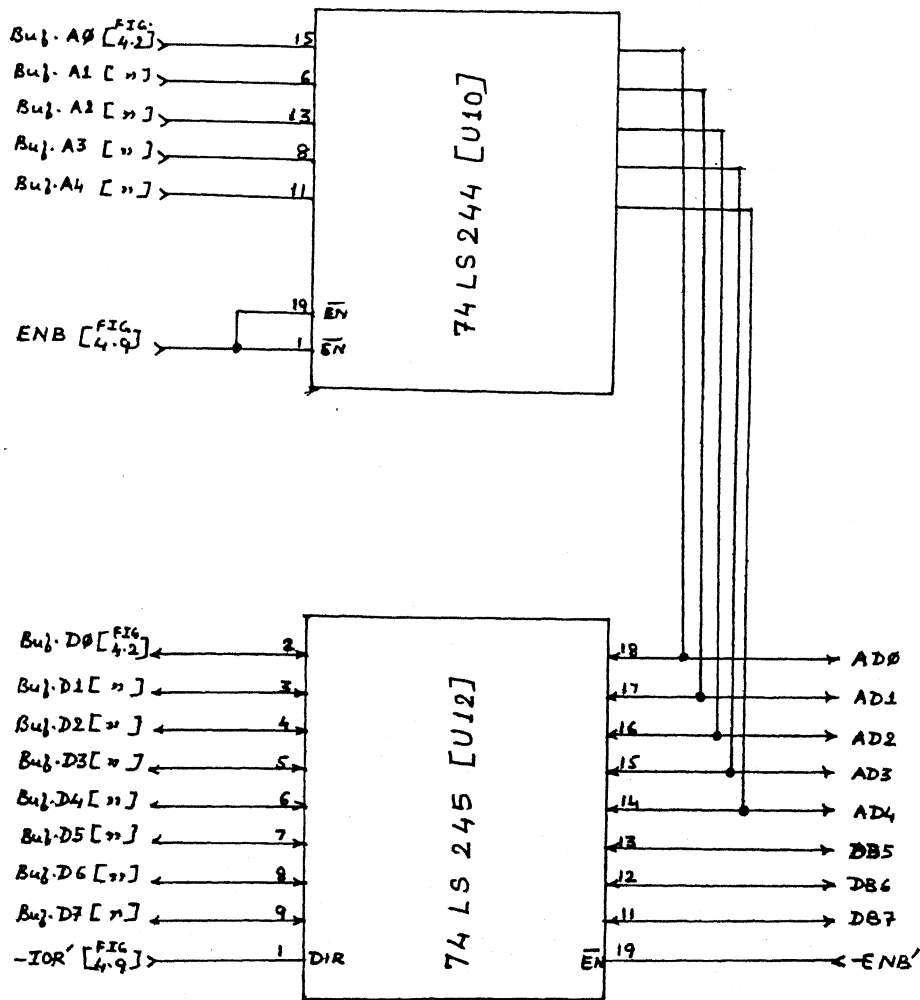 Buf. AØ [FIG. 4.2] 15
Buf. A1 [ " ] 6
Buf. A2 [ " ] 13
Buf. A3 [ " ] 8
Buf. A4 [ " ] 11
74 LS 244 [U10]
19 EN
ENB [FIG 4.9] 1 EN
Buf. DØ [FIG 4.2] 2 18 ADØ
Buf. D1 [ " ] 3 17 AD1
Buf. D2 [ " ] 4 16 AD2
Buf. D3 [ " ] 5 15 AD3
Buf. D4 [ " ] 6 14 AD4
Buf. D5 [ " ] 7 13 DB5
Buf. D6 [ " ] 8 12 DB6
Buf. D7 [ " ] 9 11 DB7
74 LS 245 [U12]
-IOR' [FIG 4.9] 1 DIR EN 19 -ENB'